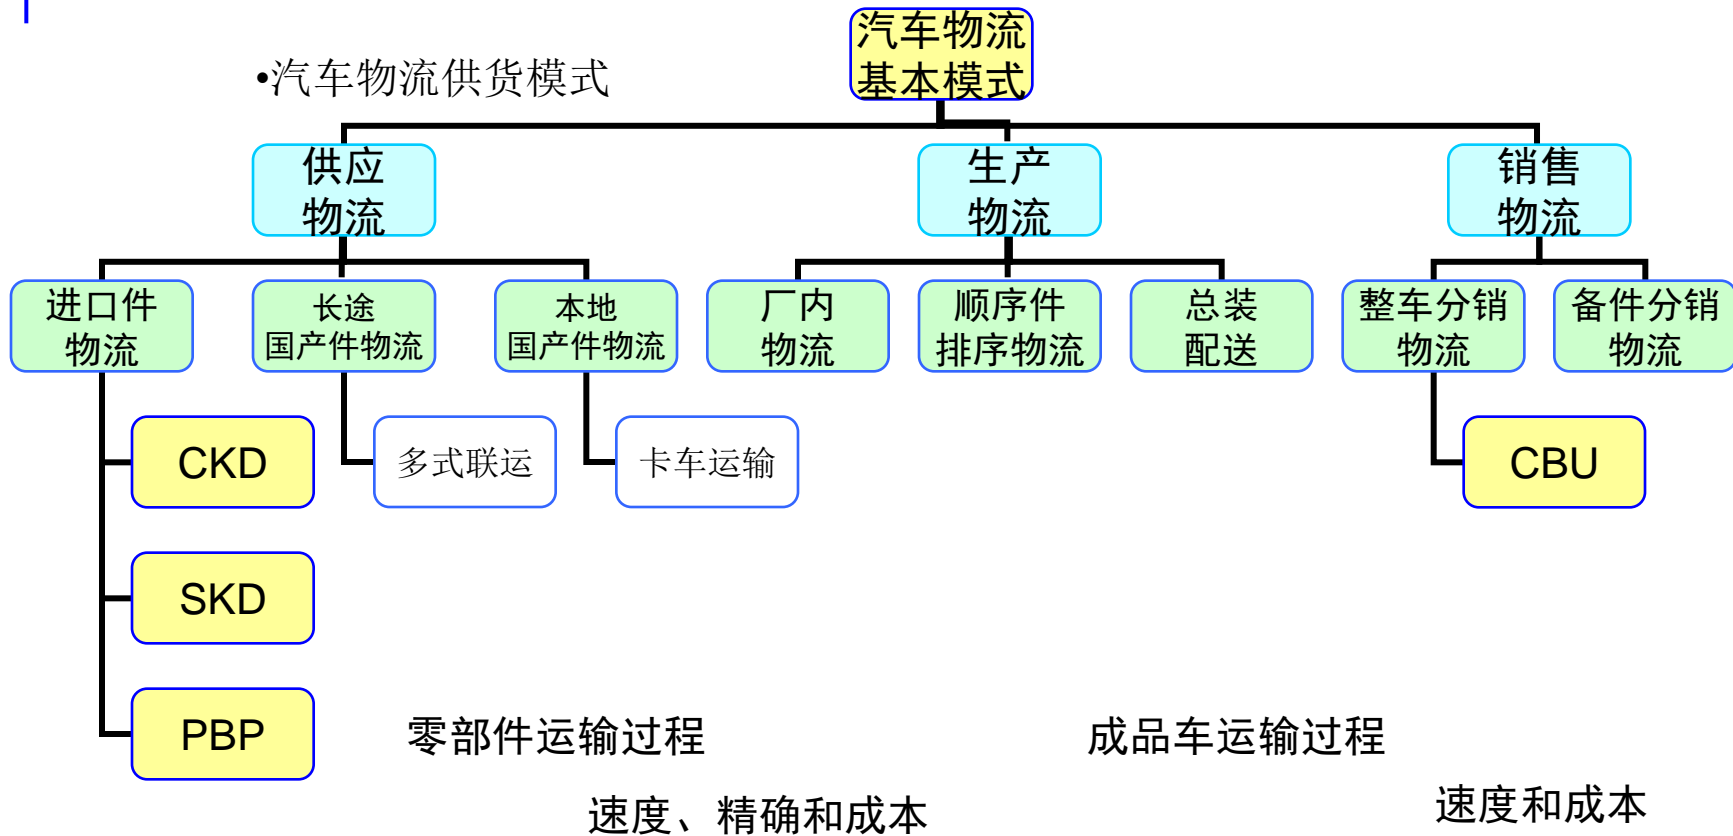 汽车物流
基本模式
•汽车物流供货模式
供应
物流
生产
物流
销售
物流
进口件
物流
长途
国产件物流
本地
国产件物流
厂内
物流
顺序件
排序物流
总装
配送
整车分销
物流
备件分销
物流
CKD
多式联运
卡车运输
CBU
SKD
PBP
零部件运输过程
成品车运输过程
速度、精确和成本
速度和成本